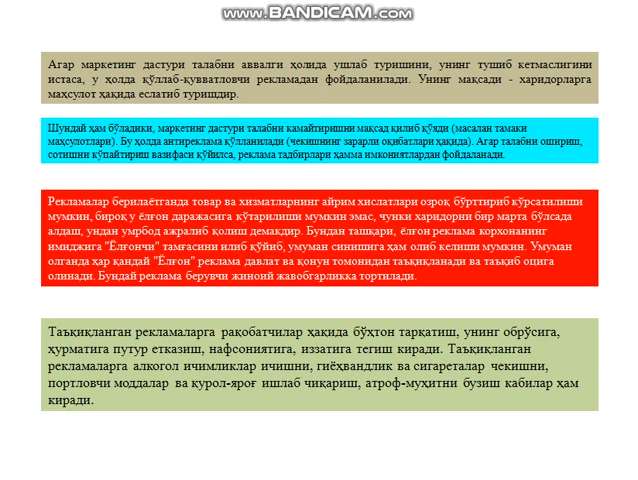 www.BANDICAM.com
Агар маркетинг дастури талабни аввалги ҳолида ушлаб туришини, унинг тушиб кетмаслигини
истаса, у ҳолда қўллаб-қувватловчи рекламадан фойдаланилади. Унинг мақсади - харидорларга
маҳсулот ҳақида еслатиб туришдир.
Шундай ҳам бўладики, маркетинг дастури талабни камайтиришни мақсад қилиб қўяди (масалан тамаки
маҳсулотлари). Бу ҳолда антиреклама қўлланилади (чекишнинг зарарли оқибатлари ҳақида). Агар талабни ошириш,
сотишни кўпайтириш вазифаси қўйилса, реклама тадбирлари ҳамма имкониятлардан фойдаланади.
Рекламалар берилаётганда товар ва хизматларнинг айрим хислатлари озроқ бўрттириб кўрсатилиши
мумкин, бироқ у ёлғон даражасига кўтарилиши мумкин эмас, чунки харидорни бир марта бўлсада
алдаш, ундан умрбод ажралиб қолиш демакдир. Бундан ташқари, ёлғон реклама корхонанинг
имиджига "Ёлғончи" тамғасини илиб қўйиб, умуман синишига ҳам олиб келиши мумкин. Умуман
олганда ҳар қандай "Ёлғон" реклама давлат ва қонун томонидан таъқиқланади ва таъқиб оцига
олинади. Бундай реклама берувчи жиноий жавобгарликка тортилади.
Таъқиқланган рекламаларга рақобатчилар ҳақида бўҳтон тарқатиш, унинг обрўсига,
ҳурматига путур етказиш, нафсониятига, иззатига тегиш киради. Таъқиқланган
рекламаларга алкогол ичимликлар ичишни, гиёҳвандлик ва сигареталар чекишни,
портловчи моддалар ва қурол-яроғ ишлаб чиқариш, атроф-муҳитни бузиш кабилар ҳам
киради.